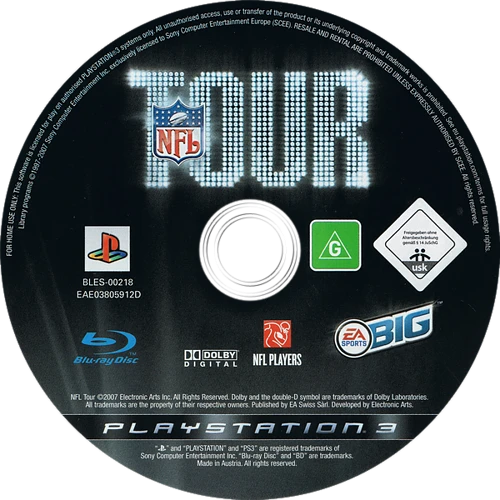 FOR HOME USE ONLY: This software is licensed for play on authorised PLAYSTATION®3 systems only. All unauthorised access, use or transfer of the product or its underlying copyright and trademark works is prohibited. See eu.playstation.com/terms for full usage rights.
Library programs ©1997-2007 Sony Computer Entertainment Inc. exclusively licensed to Sony Computer Entertainment Europe (SCEE). RESALE AND RENTAL ARE PROHIBITED UNLESS EXPRESSLY AUTHORISED BY SCEE. All rights reserved.
TOUR
NFL
BLES-00218
EAE03805912D
G
Freigegeben ohne
Altersbeschränkung
gemäß § 14 JuSchG
usk
Blu-ray Disc™
DOLBY
DIGITAL
NFL PLAYERS
EA
SPORTS
BIG
NFL Tour ©2007 Electronic Arts Inc. All Rights Reserved. Dolby and the double-D symbol are trademarks of Dolby Laboratories.
All trademarks are the property of their respective owners. Published by EA Swiss Sàrl. Developed by Electronic Arts.
PLAYSTATION 3
" " and "PLAYSTATION" and "PS3" are registered trademarks of
Sony Computer Entertainment Inc. "Blu-ray Disc" and "BD" are trademarks.
Made in Austria. All rights reserved.